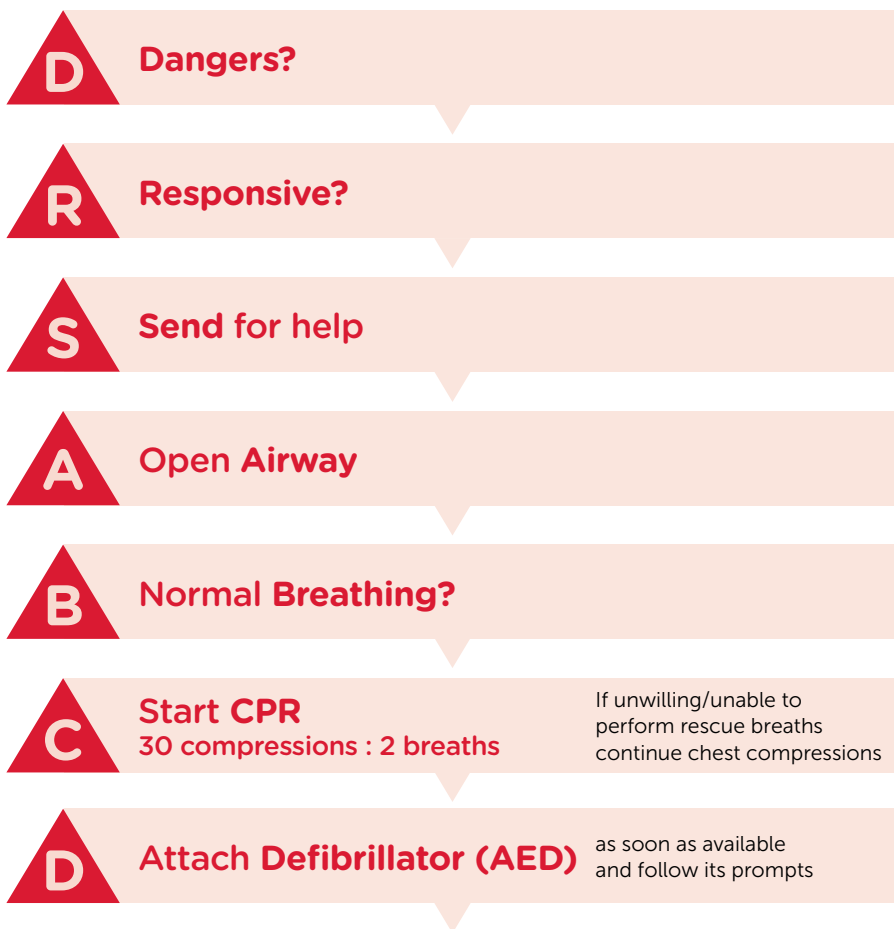 D
Dangers?
R
Responsive?
S
Send for help
A
Open Airway
B
Normal Breathing?
C
Start CPR
30 compressions : 2 breaths
If unwilling/unable to
perform rescue breaths
continue chest compressions
D
Attach Defibrillator (AED)
as soon as available
and follow its prompts